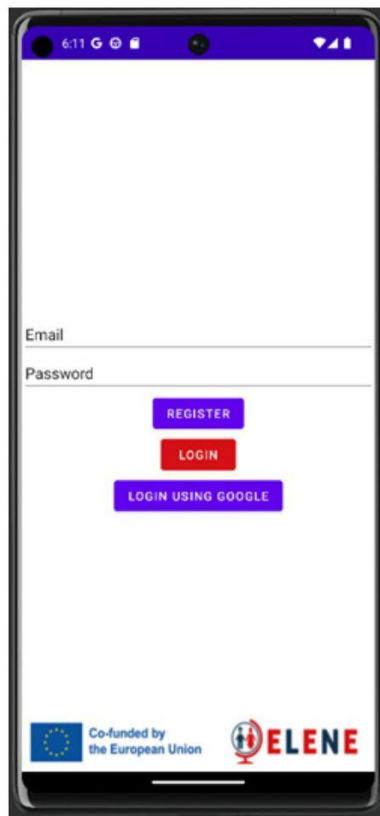 6:11 G
Email
Password
REGISTER
LOGIN
LOGIN USING GOOGLE
Co-funded by
the European Union
ELENE